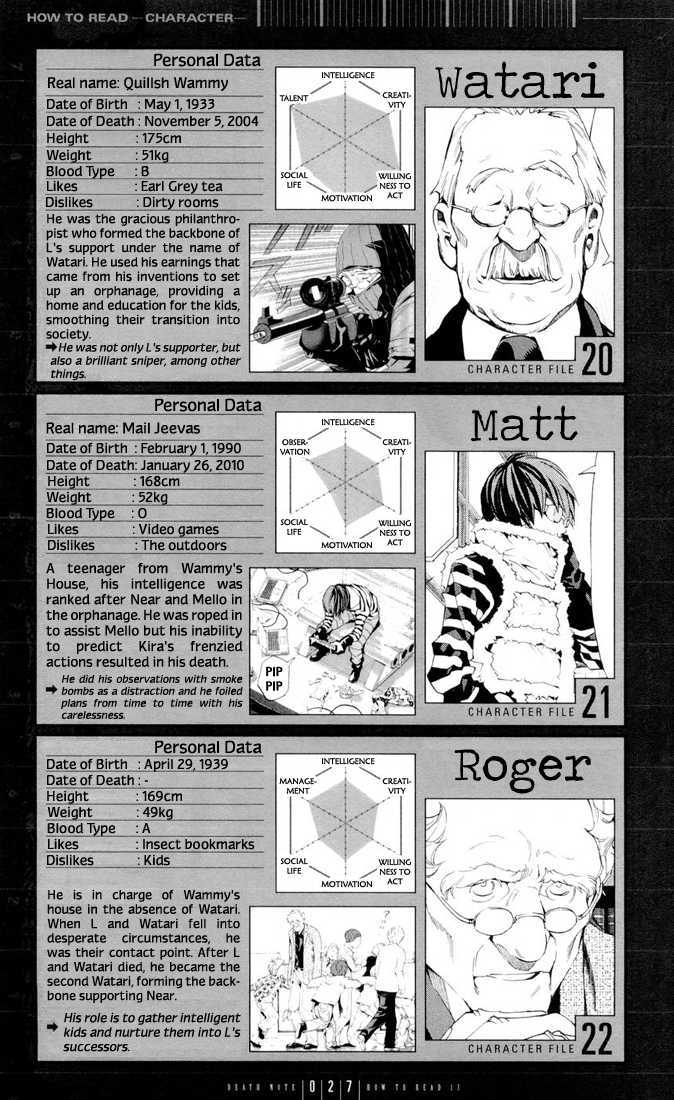 HOW TO READ — CHARACTER —
Personal Data
Real name: Quillsh Wammy
Date of Birth : May 1, 1933
Date of Death : November 5, 2004
Height : 175cm
Weight : 51kg
Blood Type : B
Likes : Earl Grey tea
Dislikes : Dirty rooms
He was the gracious philanthro-
pist who formed the backbone of
L's support under the name of
Watari. He used his earnings that
came from his inventions to set
up an orphanage, providing a
home and education for the kids,
smoothing their transition into
society.
➡He was not only L's supporter, but
also a brilliant sniper, among other
things.
INTELLIGENCE
TALENT
CREATI-
VITY
SOCIAL
LIFE
WILLING
NESS TO
ACT
MOTIVATION
Watari
CHARACTER FILE 20
Personal Data
Real name: Mail Jeevas
Date of Birth : February 1, 1990
Date of Death: January 26, 2010
Height : 168cm
Weight : 52kg
Blood Type : O
Likes : Video games
Dislikes : The outdoors
A teenager from Wammy's
House, his intelligence was
ranked after Near and Mello in
the orphanage. He was roped in
to assist Mello but his inability
to predict Kira's frenzied
actions resulted in his death.
➡ He did his observations with smoke
bombs as a distraction and he foiled
plans from time to time with his
carelessness.
INTELLIGENCE
OBSER-
VATION
CREATI-
VITY
SOCIAL
LIFE
WILLING
NESS TO
ACT
MOTIVATION
PIP
PIP
Matt
CHARACTER FILE 21
Personal Data
Date of Birth : April 29, 1939
Date of Death : -
Height : 169cm
Weight : 49kg
Blood Type : A
Likes : Insect bookmarks
Dislikes : Kids
He is in charge of Wammy's
house in the absence of Watari.
When L and Watari fell into
desperate circumstances, he
was their contact point. After L
and Watari died, he became the
second Watari, forming the back-
bone supporting Near.
➡ His role is to gather intelligent
kids and nurture them into L's
successors.
INTELLIGENCE
MANAGE-
MENT
CREATI-
VITY
SOCIAL
LIFE
WILLING
NESS TO
ACT
MOTIVATION
?
Roger
CHARACTER FILE 22
DEATH NOTE 0 2 7 HOW TO READ 13